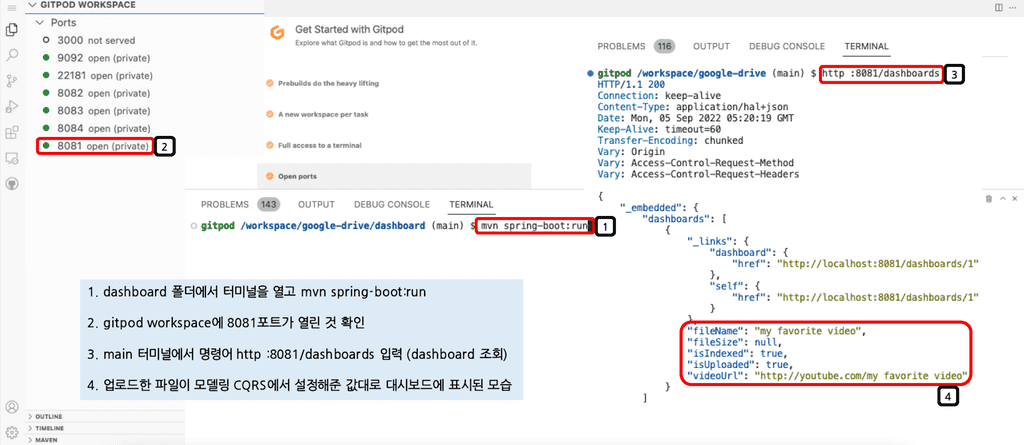 GITPOD WORKSPACE
Ports
3000 not served
9092 open (private)
22181 open (private)
8082 open (private)
8083 open (private)
8084 open (private)
8081 open (private)
2
OUTLINE
TIMELINE
MAVEN
Get Started with Gitpod
Explore what Gitpod is and how to get the most out of it.
Prebuilds do the heavy lifting
A new workspace per task
Full access to a terminal
Open ports
PROBLEMS 143 OUTPUT DEBUG CONSOLE TERMINAL
gitpod /workspace/google-drive/dashboard (main) $ mvn spring-boot:run
1
1. dashboard 폴더에서 터미널을 열고 mvn spring-boot:run
2. gitpod workspace에 8081포트가 열린 것 확인
3. main 터미널에서 명령어 http :8081/dashboards 입력 (dashboard 조회)
4. 업로드한 파일이 모델링 CQRS에서 설정해준 값대로 대시보드에 표시된 모습
PROBLEMS 116 OUTPUT DEBUG CONSOLE TERMINAL
gitpod /workspace/google-drive (main) $ http :8081/dashboards
3
HTTP/1.1 200
Connection: keep-alive
Content-Type: application/hal+json
Date: Mon, 05 Sep 2022 05:20:19 GMT
Keep-Alive: timeout=60
Transfer-Encoding: chunked
Vary: Origin
Vary: Access-Control-Request-Method
Vary: Access-Control-Request-Headers
{
"_embedded": {
"dashboards": [
{
"_links": {
"dashboard": {
"href": "http://localhost:8081/dashboards/1"
},
"self": {
"href": "http://localhost:8081/dashboards/1"
}
},
"fileName": "my favorite video",
"fileSize": null,
"isIndexed": true,
"isUploaded": true,
"videoUrl": "http://youtube.com/my favorite video"
}
]
4